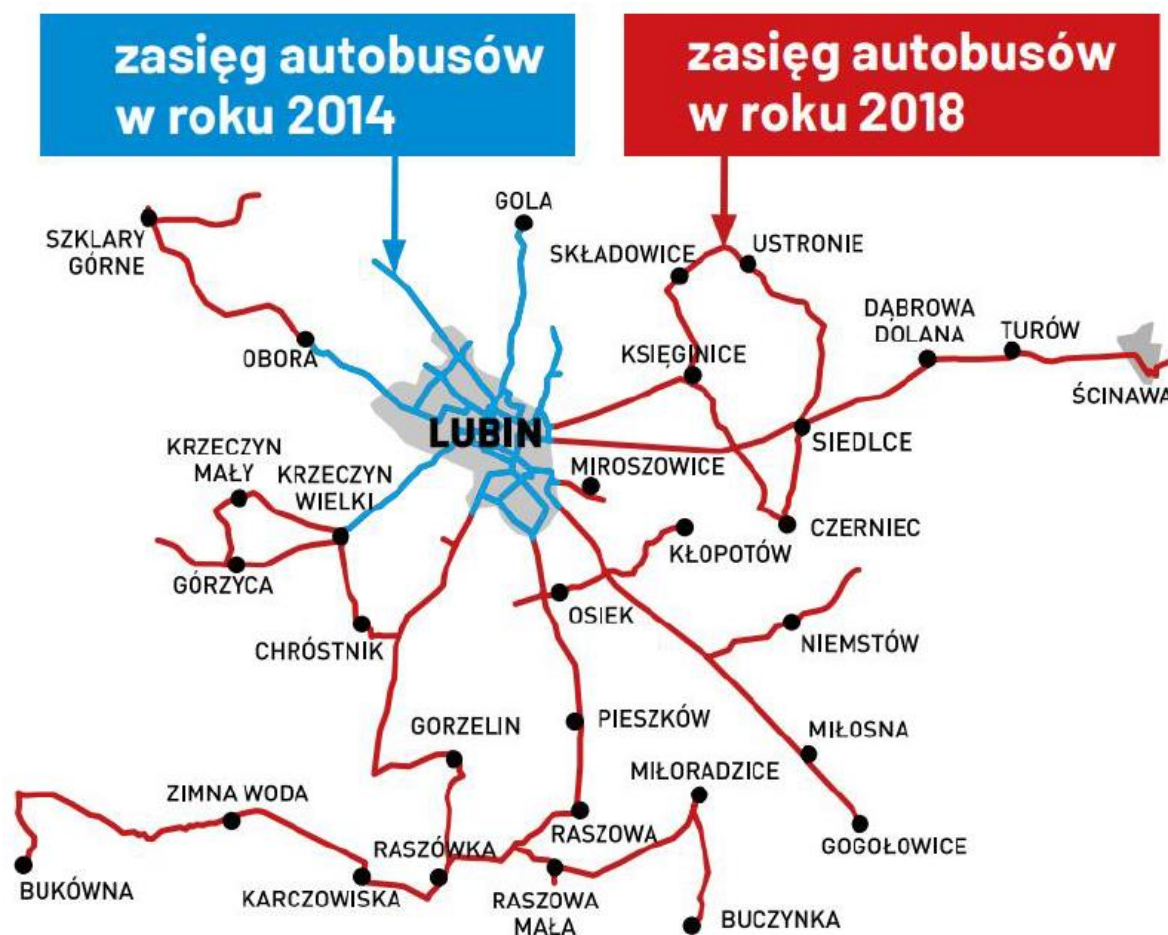 zasięg autobusów
w roku 2014
zasięg autobusów
w roku 2018
GOLA
SZKLARY
GÓRNE
SKŁADOWICE
USTRONIE
DĄBROWA
DOLANA
TURÓW
OBORA
KSIĘGINICE
ŚCINAWA
LUBIN
SIEDLCE
KRZECZYN
MAŁY
KRZECZYN
WIELKI
MIROSZOWICE
CZERNIEC
KŁOPOTÓW
GÓRZYCA
OSIEK
CHRÓSTNIK
NIEMSTÓW
GORZELIN
PIESZKÓW
MIŁOSNA
MIŁORADZICE
ZIMNA WODA
RASZÓWKA
RASZOWA
GOGOŁOWICE
BUKÓWNA
KARCZOWISKA
RASZOWA
MAŁA
BUCZYNKA